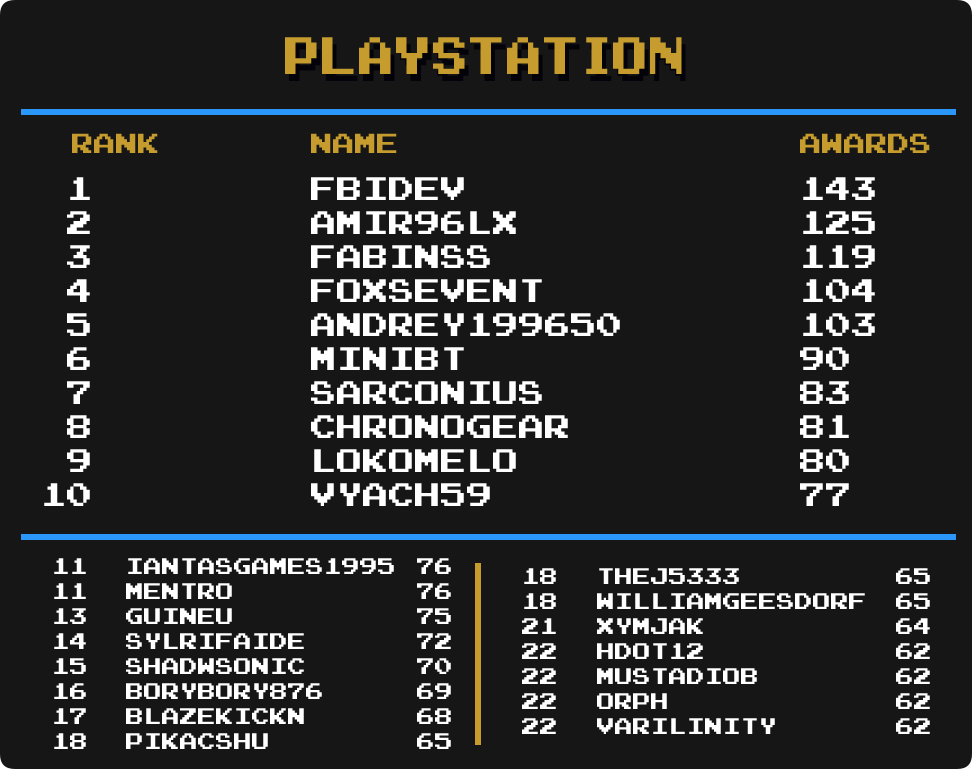 PLAYSTATION
RANK NAME AWARDS
1 FBIDEV 143
2 AMIR96LX 125
3 FABINSS 119
4 FOXSEVENT 104
5 ANDREY199650 103
6 MINIBT 90
7 SARCONIUS 83
8 CHRONOGEAR 81
9 LOKOMELO 80
10 VYACH59 77
11 IANTASGAMES1995 76
11 MENTRO 76
13 GUINEU 75
14 SYLRIFAIDE 72
15 SHADWSONIC 70
16 BORYBORY876 69
17 BLAZEKICKN 68
18 PIKACSHU 65
18 THEJ5333 65
18 WILLIAMGEESDORF 65
21 XYMJAK 64
22 HDOT12 62
22 MUSTADIOB 62
22 ORPH 62
22 VARILINITY 62